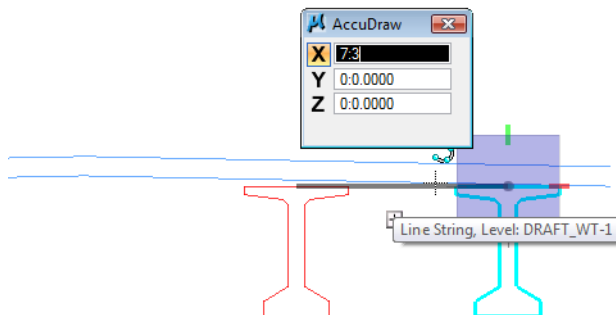 AccuDraw
X 7:3
Y 0:0.0000
Z 0:0.0000
Line String, Level: DRAFT_WT-1